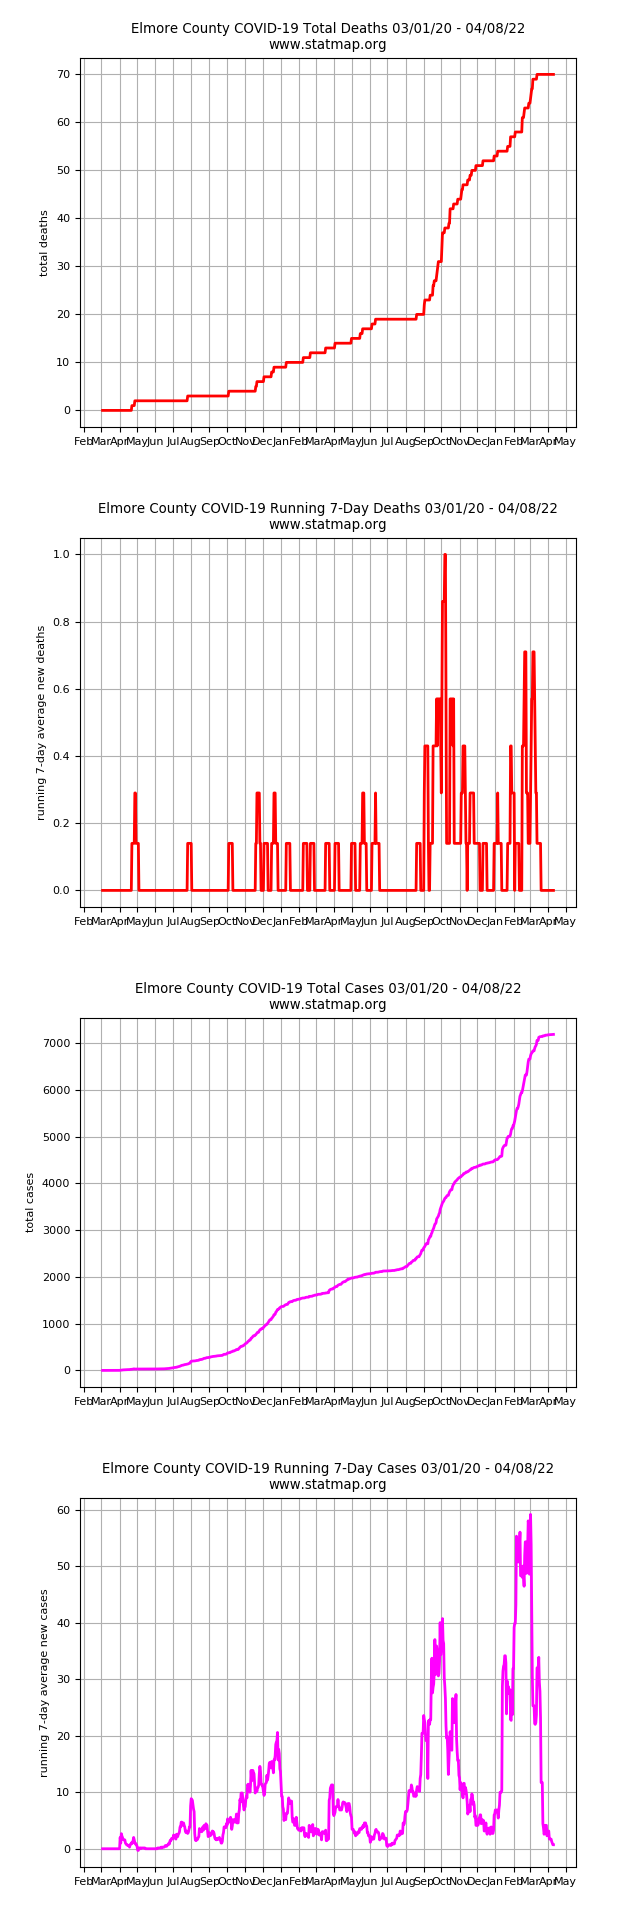 Elmore County COVID-19 Total Deaths 03/01/20 - 04/08/22
www.statmap.org
70
60
50
40
30
20
10
0
total deaths
Feb Mar Apr May Jun Jul Aug Sep Oct Nov Dec Jan Feb Mar Apr May Jun Jul Aug Sep Oct Nov Dec Jan Feb Mar Apr May
Elmore County COVID-19 Running 7-Day Deaths 03/01/20 - 04/08/22
www.statmap.org
1.0
0.8
0.6
0.4
0.2
0.0
running 7-day average new deaths
Feb Mar Apr May Jun Jul Aug Sep Oct Nov Dec Jan Feb Mar Apr May Jun Jul Aug Sep Oct Nov Dec Jan Feb Mar Apr May
Elmore County COVID-19 Total Cases 03/01/20 - 04/08/22
www.statmap.org
7000
6000
5000
4000
3000
2000
1000
0
total cases
Feb Mar Apr May Jun Jul Aug Sep Oct Nov Dec Jan Feb Mar Apr May Jun Jul Aug Sep Oct Nov Dec Jan Feb Mar Apr May
Elmore County COVID-19 Running 7-Day Cases 03/01/20 - 04/08/22
www.statmap.org
60
50
40
30
20
10
0
running 7-day average new cases
Feb Mar Apr May Jun Jul Aug Sep Oct Nov Dec Jan Feb Mar Apr May Jun Jul Aug Sep Oct Nov Dec Jan Feb Mar Apr May